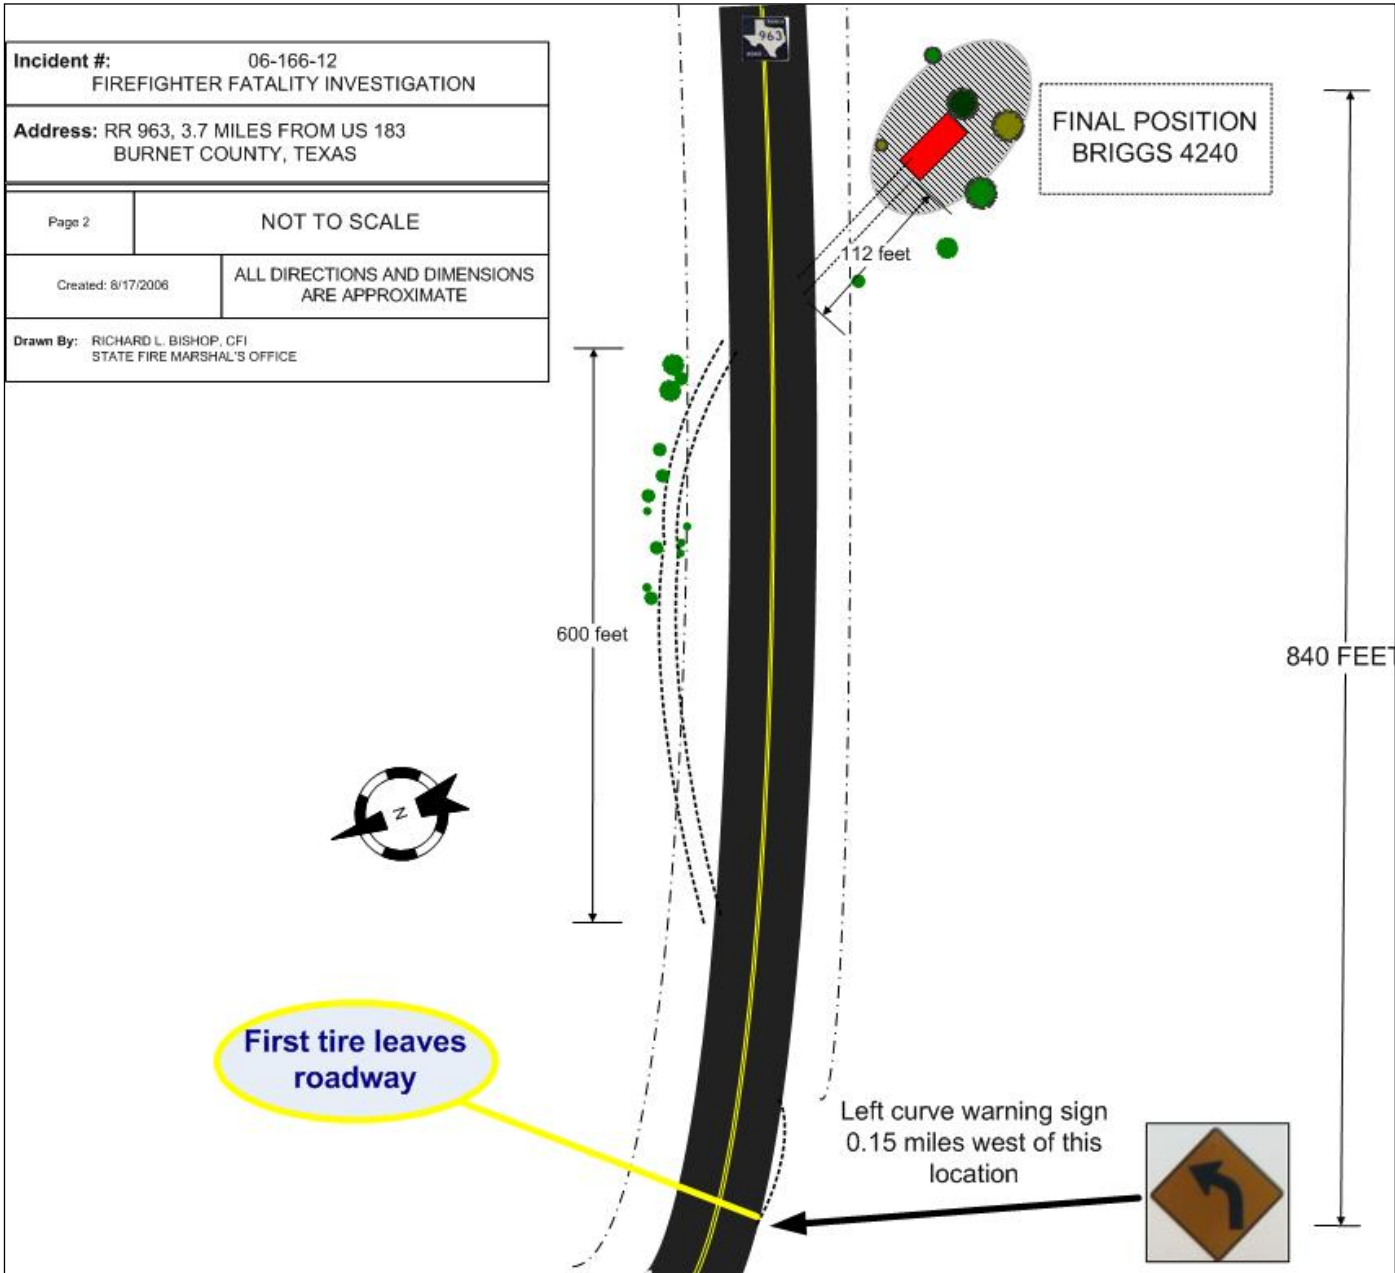 Incident #: 06-166-12
FIREFIGHTER FATALITY INVESTIGATION
Address: RR 963, 3.7 MILES FROM US 183
BURNET COUNTY, TEXAS
Page 2
NOT TO SCALE
Created: 8/17/2006
ALL DIRECTIONS AND DIMENSIONS
ARE APPROXIMATE
Drawn By: RICHARD L. BISHOP, CFI
STATE FIRE MARSHAL'S OFFICE
963
FINAL POSITION
BRIGGS 4240
112 feet
600 feet
840 FEET
N
First tire leaves
roadway
Left curve warning sign
0.15 miles west of this
location